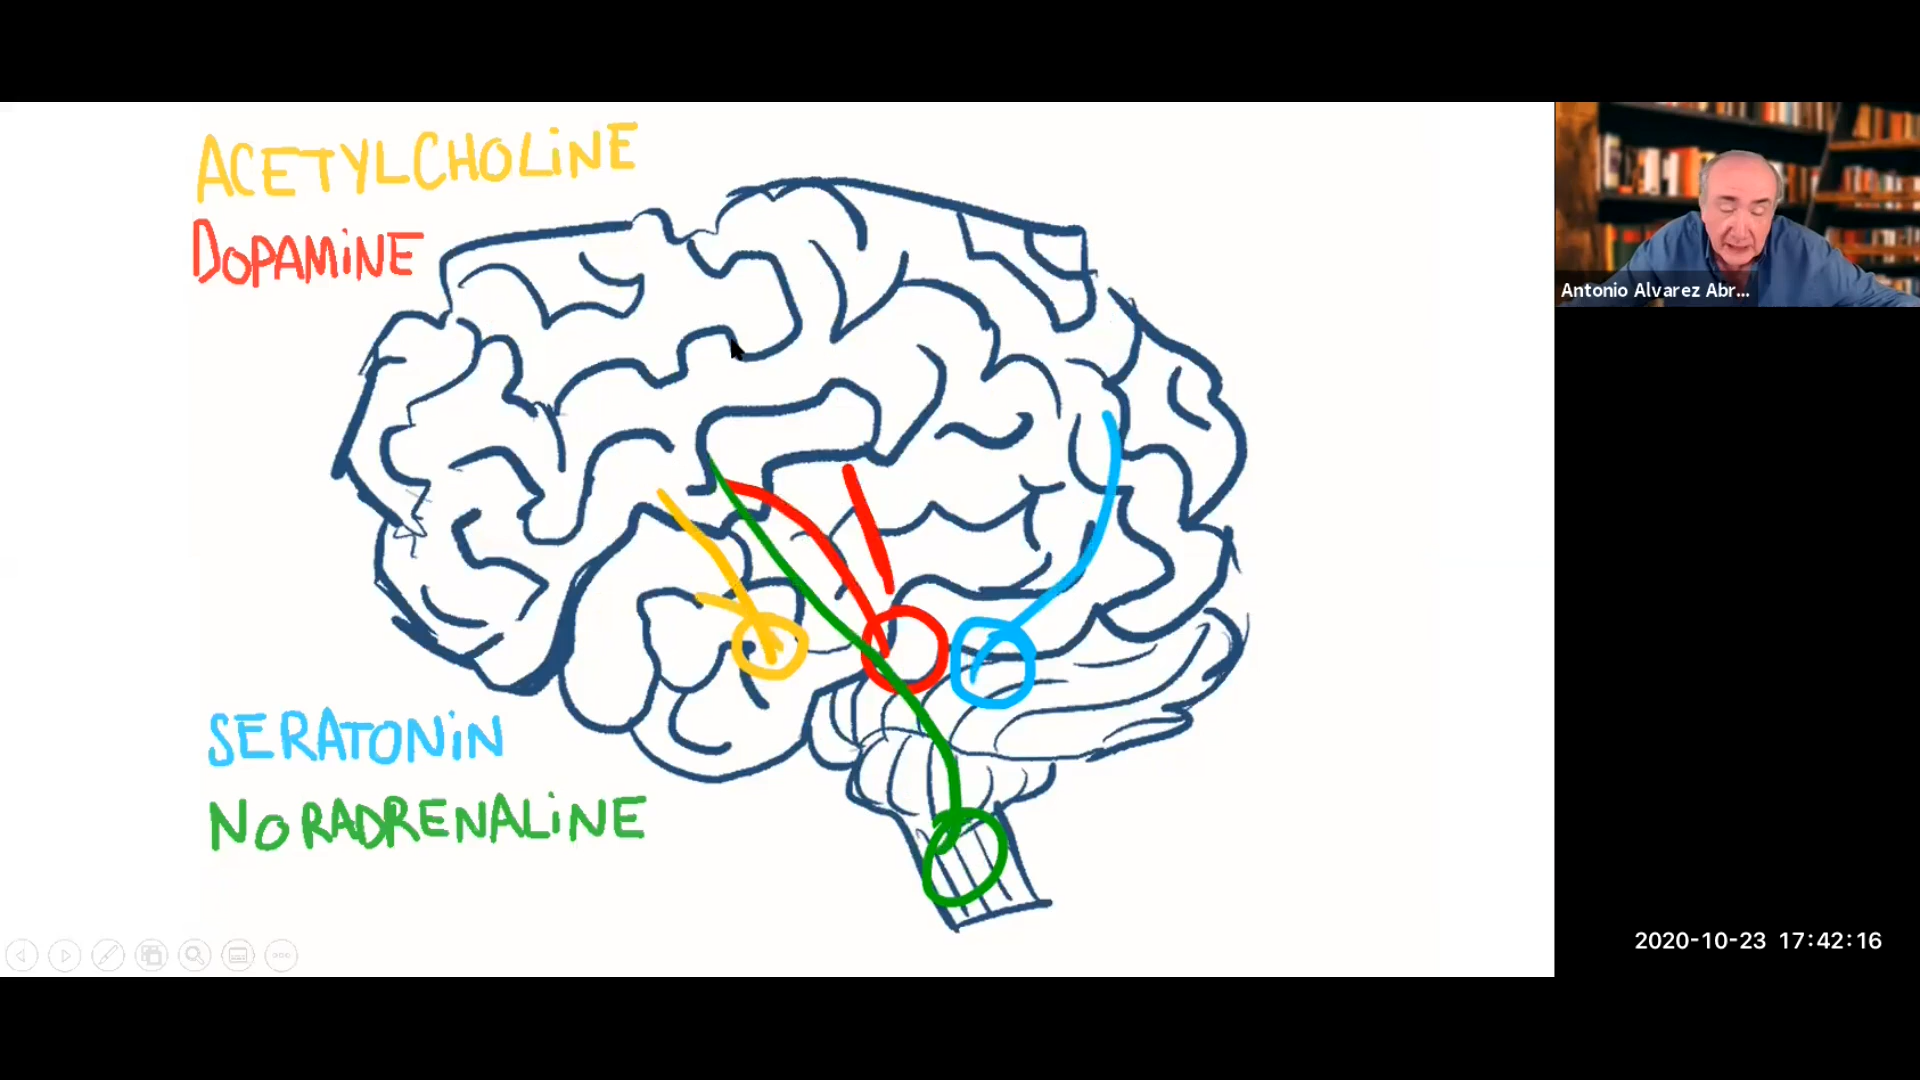 ACETYLCHOLiNE
DOPAMiNE
SERATONiN
NORADRENALiNE
Antonio Alvarez Abr...
2020-10-23 17:42:16